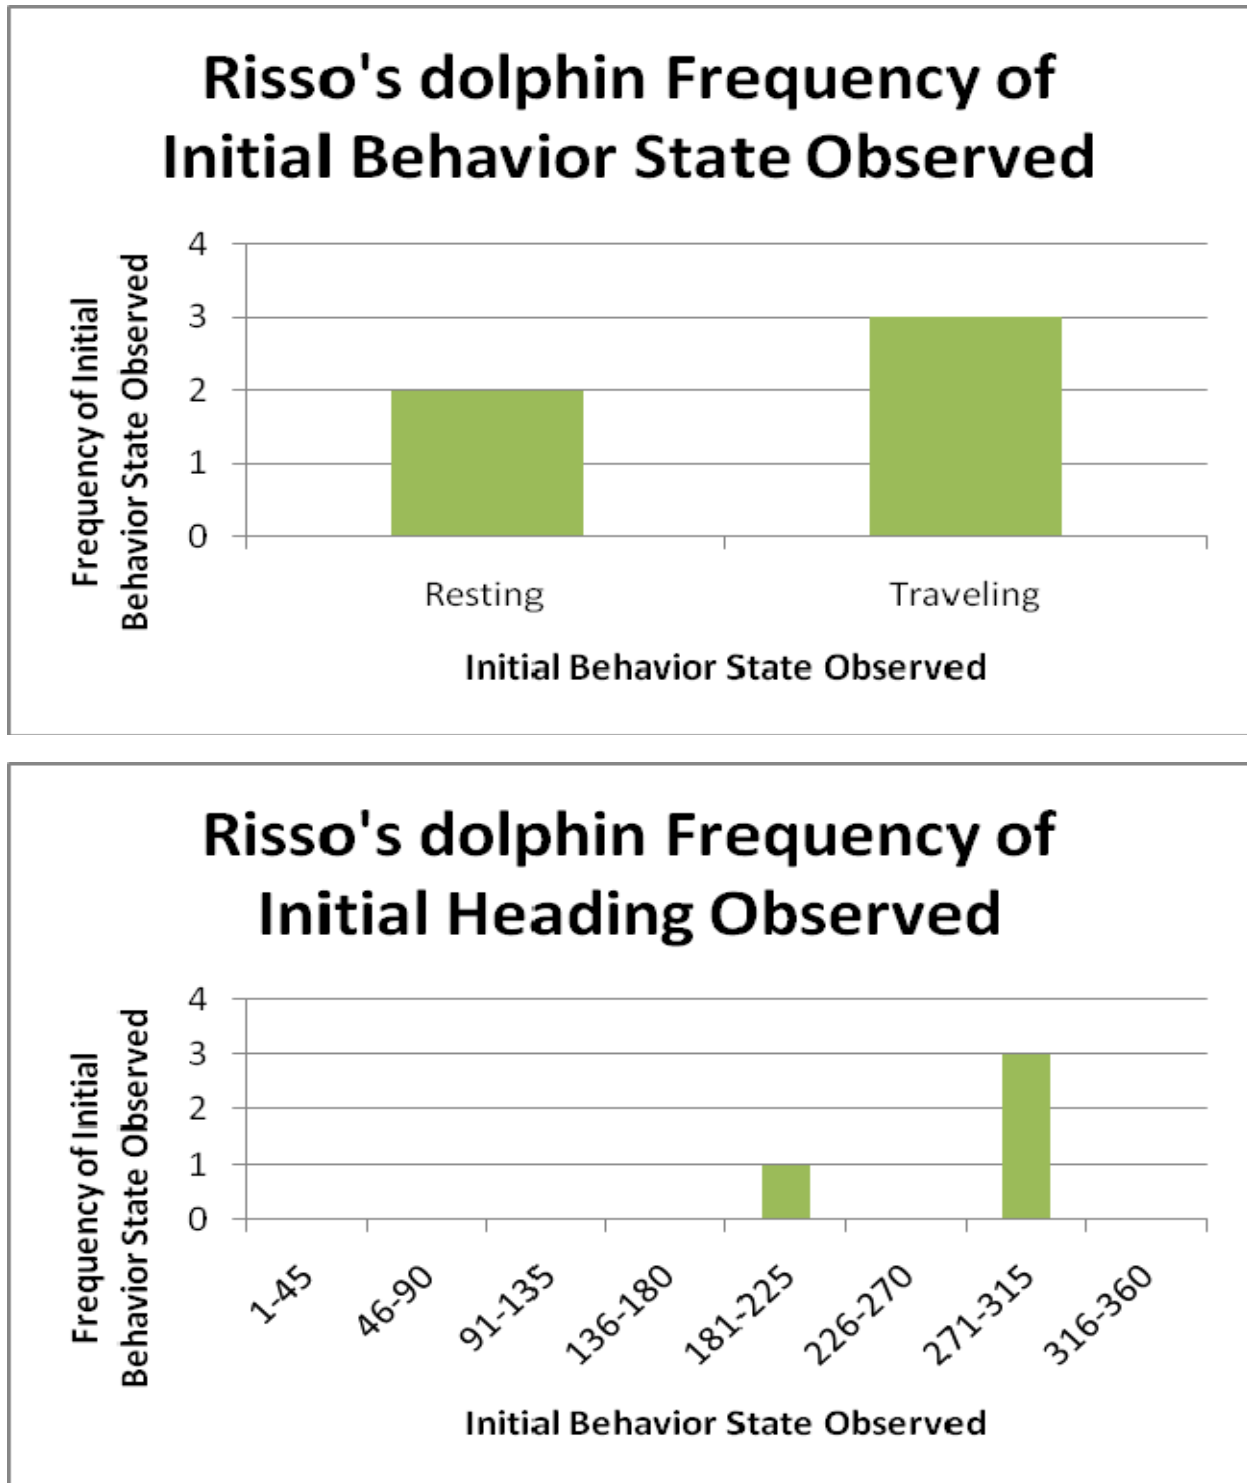 Risso's dolphin Frequency of
Initial Behavior State Observed
Frequency of Initial
Behavior State Observed
4
3
2
1
0
Resting Traveling
Initial Behavior State Observed
Risso's dolphin Frequency of
Initial Heading Observed
Frequency of Initial
Behavior State Observed
4
3
2
1
0
1-45 46-90 91-135 136-180 181-225 226-270 271-315 316-360
Initial Behavior State Observed